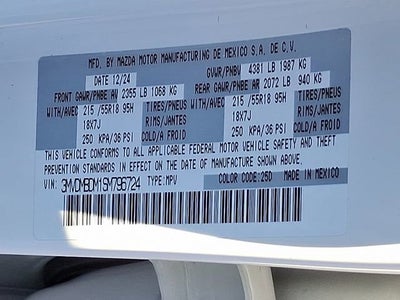 MFD. BY MAZDA MOTOR MANUFACTURING DE MEXICO S.A. DE C.V.
DATE 12/24 GVWR/PNBV 4381 LB 1987 KG
FRONT GAWR/PNBE AV 2355 LB 1068 KG REAR GAWR/PNBE AR 2072 LB 940 KG
WITH/AVEC 215 /55R18 95H TIRES/PNEUS WITH/AVEC 215 /55R18 95H TIRES/PNEUS
18X7J RIMS/JANTES 18X7J RIMS/JANTES
250 KPA/36 PSI COLD/A FROID 250 KPA/36 PSI COLD/A FROID
THIS VEHICLE CONFORMS TO ALL APPLICABLE FEDERAL MOTOR VEHICLE SAFETY AND THEFT
PREVENTION STANDARDS IN EFFECT ON THE DATE OF MANUFACTURE SHOWN ABOVE.
VIN: 3MVDMBDM1SM796724 TYPE:MPV COLOR CODE:25D MADE IN MEXICO